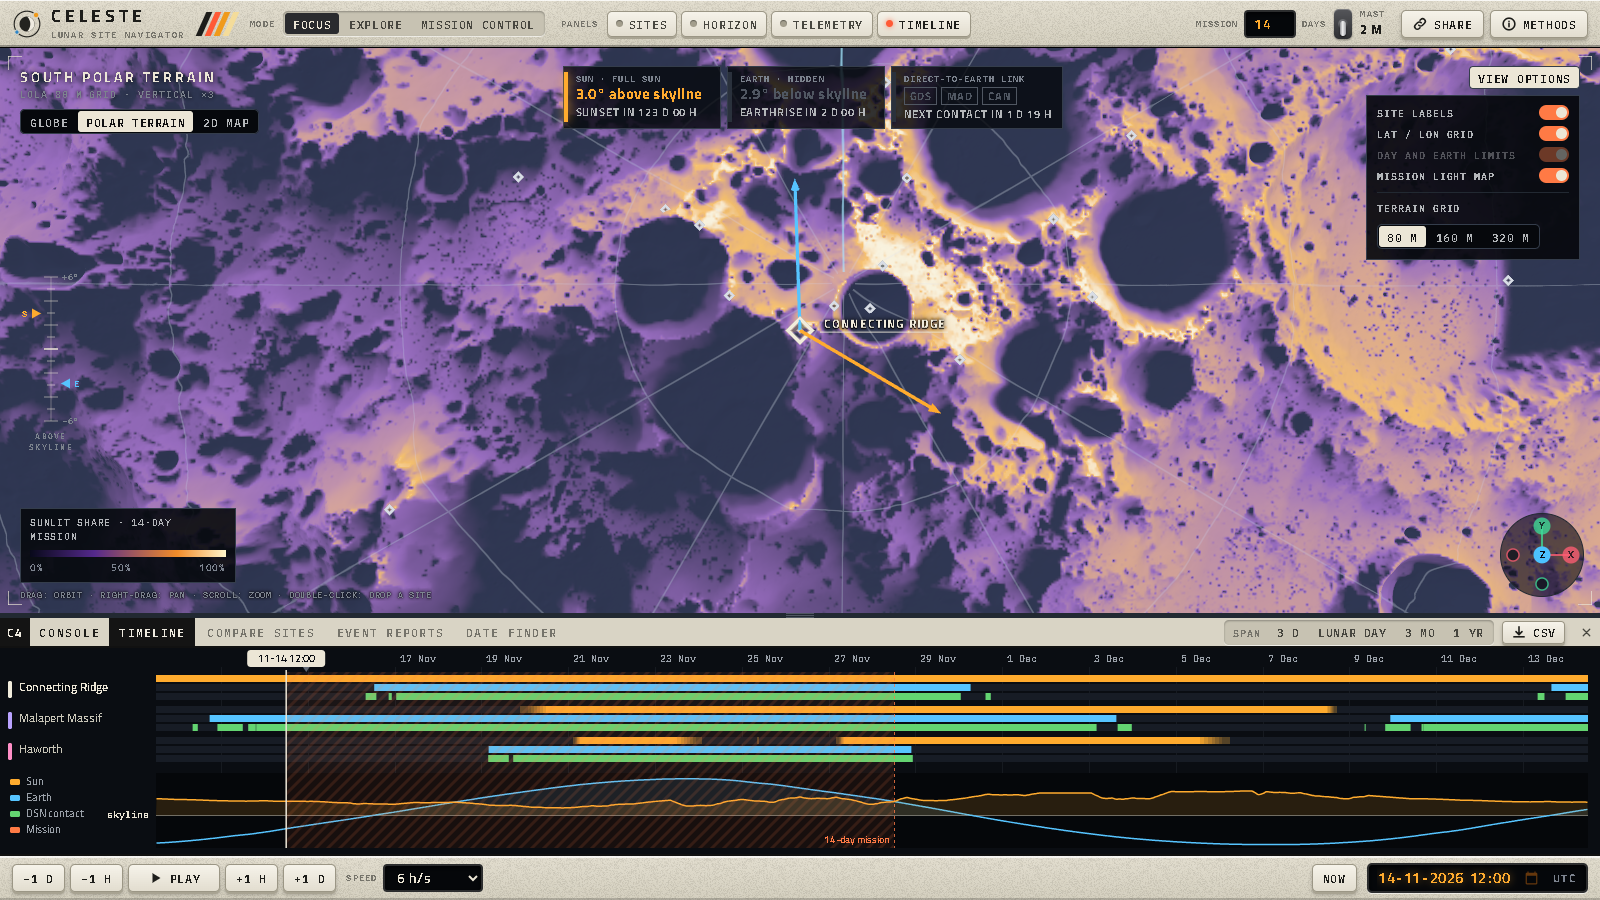 CELESTE
LUNAR SITE NAVIGATOR
MODE
FOCUS
EXPLORE
MISSION CONTROL
PANELS
SITES
HORIZON
TELEMETRY
TIMELINE
MISSION
14
DAYS
MAST
2 M
SHARE
METHODS
SOUTH POLAR TERRAIN
LOLA 80 M GRID · VERTICAL ×3
GLOBE
POLAR TERRAIN
2D MAP
SUN · FULL SUN
3.0° above skyline
SUNSET IN 123 D 00 H
EARTH · HIDDEN
2.9° below skyline
EARTHRISE IN 2 D 00 H
DIRECT-TO-EARTH LINK
GDS
MAD
CAN
NEXT CONTACT IN 1 D 19 H
VIEW OPTIONS
SITE LABELS
LAT / LON GRID
DAY AND EARTH LIMITS
MISSION LIGHT MAP
TERRAIN GRID
80 M
160 M
320 M
+6°
S
E
-6°
ABOVE
SKYLINE
CONNECTING RIDGE
SUNLIT SHARE · 14-DAY
MISSION
0%
50%
100%
DRAG: ORBIT · RIGHT-DRAG: PAN · SCROLL: ZOOM · DOUBLE-CLICK: DROP A SITE
Y
Z
X
C4
CONSOLE
TIMELINE
COMPARE SITES
EVENT REPORTS
DATE FINDER
SPAN
3 D
LUNAR DAY
3 MO
1 YR
CSV
×
11-14 12:00
17 Nov
19 Nov
21 Nov
23 Nov
25 Nov
27 Nov
29 Nov
1 Dec
3 Dec
5 Dec
7 Dec
9 Dec
11 Dec
13 Dec
Connecting Ridge
Malapert Massif
Haworth
Sun
Earth
DSN contact
Mission
skyline
14-day mission
-1 D
-1 H
PLAY
+1 H
+1 D
SPEED
6 h/s
NOW
14-11-2026 12:00
UTC